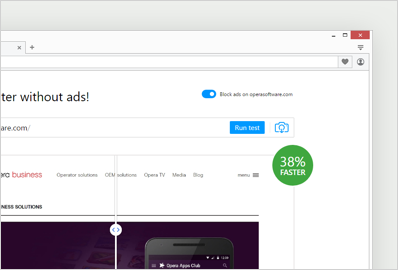 ter without ads!
Block ads on operasoftware.com
are.com/
Run test
38%
FASTER
era business
Operator solutions OEM solutions Opera TV Media Blog
menu
NESS SOLUTIONS
Opera Apps Club